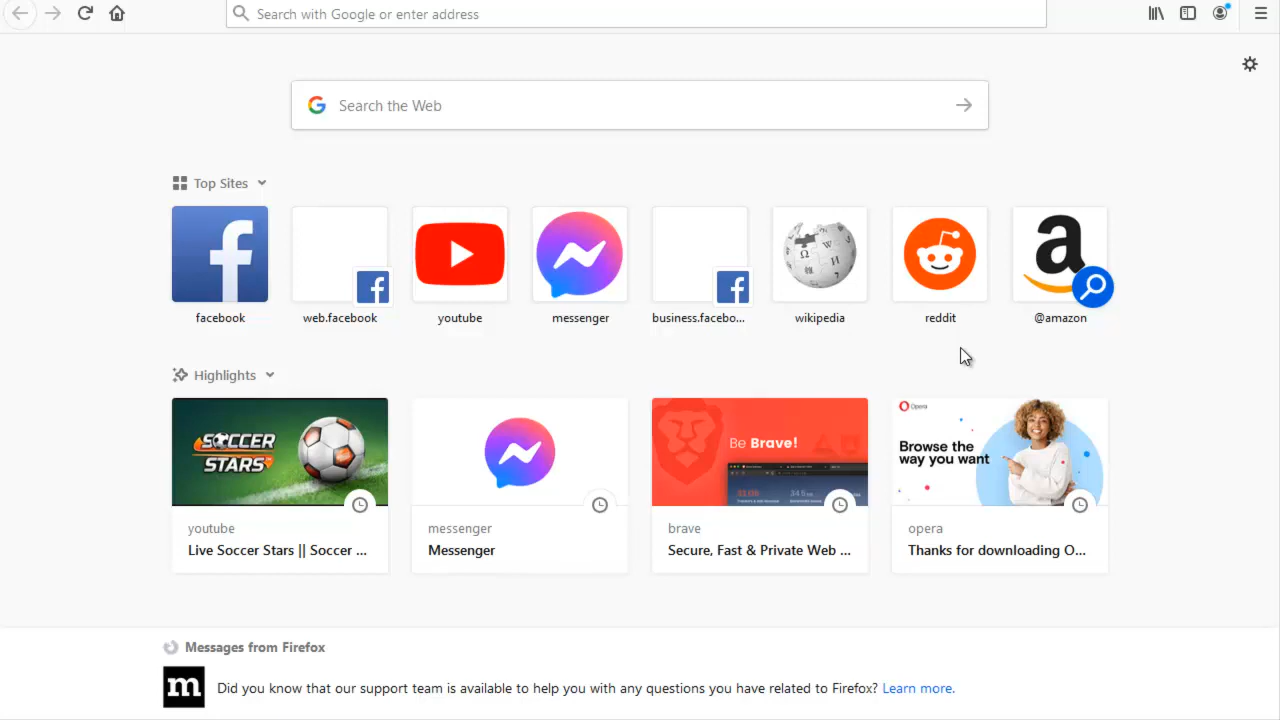 Search with Google or enter address
Search the Web
Top Sites
facebook
web.facebook
youtube
messenger
business.facebo...
wikipedia
reddit
@amazon
Highlights
SOCCER
STARS
youtube
Live Soccer Stars || Soccer ...
messenger
Messenger
Be Brave!
brave
Secure, Fast & Private Web ...
Opera
Browse the
way you want
opera
Thanks for downloading O...
Messages from Firefox
m
Did you know that our support team is available to help you with any questions you have related to Firefox? Learn more.